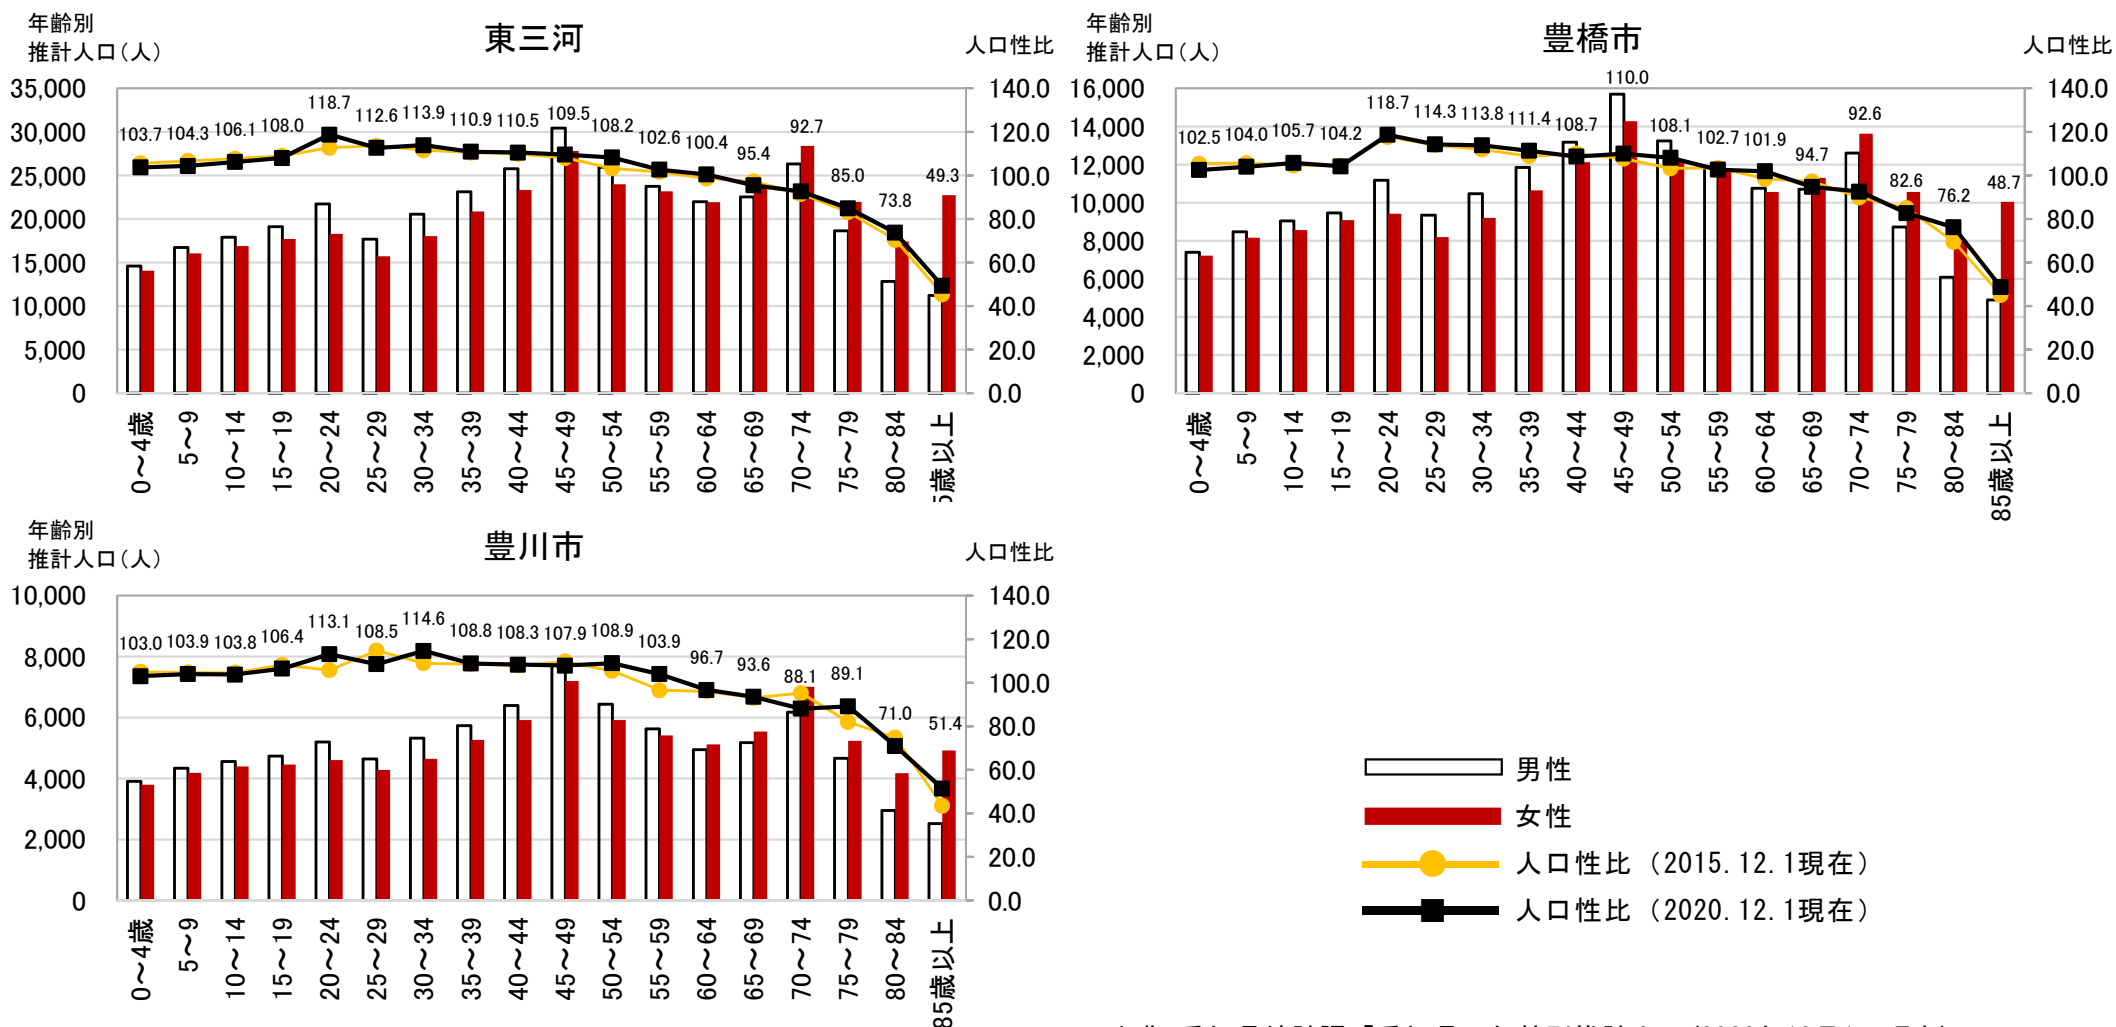 年齢別
推計人口(人)
東三河
人口性比
35,000
30,000
25,000
20,000
15,000
10,000
5,000
0
140.0
120.0
100.0
80.0
60.0
40.0
20.0
0.0
103.7 104.3 106.1 108.0 118.7 112.6 113.9 110.9 110.5 109.5 108.2 102.6 100.4 95.4 92.7 85.0 73.8 49.3
0～4歳 5～9 10～14 15～19 20～24 25～29 30～34 35～39 40～44 45～49 50～54 55～59 60～64 65～69 70～74 75～79 80～84 5歳以上
年齢別
推計人口(人)
豊橋市
人口性比
16,000
14,000
12,000
10,000
8,000
6,000
4,000
2,000
0
140.0
120.0
100.0
80.0
60.0
40.0
20.0
0.0
102.5 104.0 105.7 104.2 118.7 114.3 113.8 111.4 108.7 110.0 108.1 102.7 101.9 94.7 92.6 82.6 76.2 48.7
0～4歳 5～9 10～14 15～19 20～24 25～29 30～34 35～39 40～44 45～49 50～54 55～59 60～64 65～69 70～74 75～79 80～84 85歳以上
年齢別
推計人口(人)
豊川市
人口性比
10,000
8,000
6,000
4,000
2,000
0
140.0
120.0
100.0
80.0
60.0
40.0
20.0
0.0
103.0 103.9 103.8 106.4 113.1 108.5 114.6 108.8 108.3 107.9 108.9 103.9 96.7 93.6 88.1 89.1 71.0 51.4
0～4歳 5～9 10～14 15～19 20～24 25～29 30～34 35～39 40～44 45～49 50～54 55～59 60～64 65～69 70～74 75～79 80～84 85歳以上
男性
女性
人口性比 (2015.12.1現在)
人口性比 (2020.12.1現在)